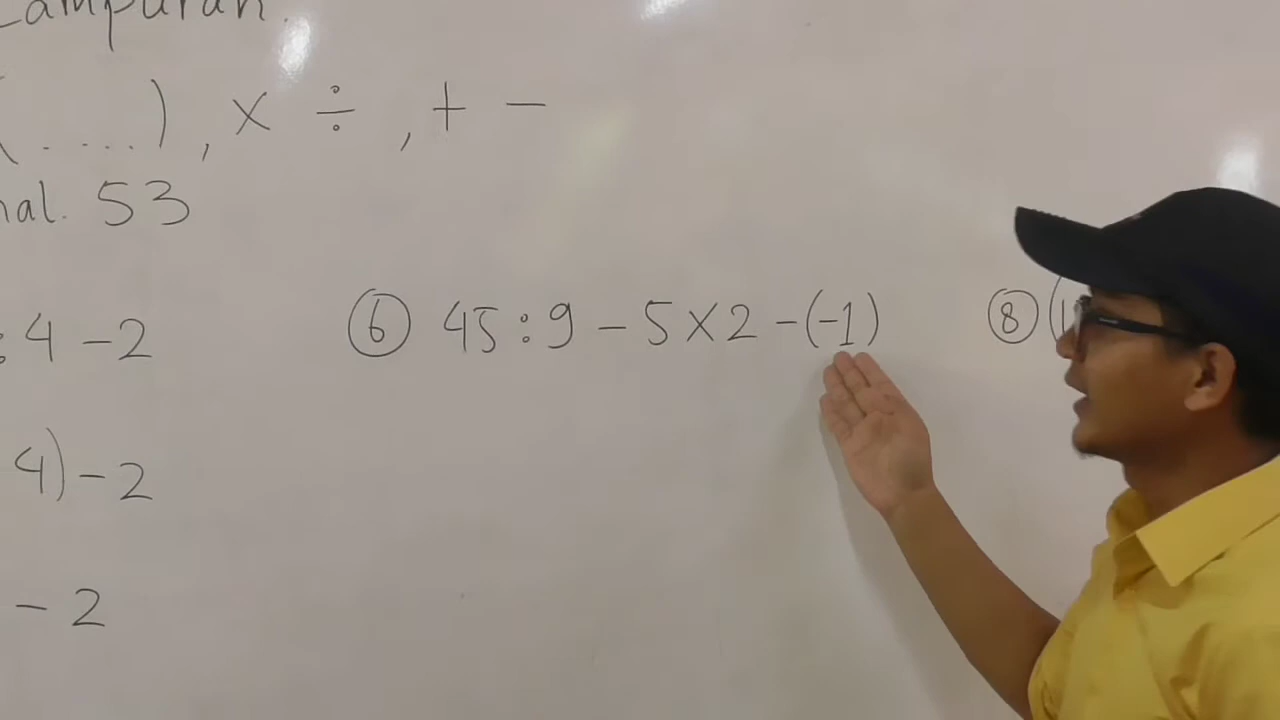 Campuran.
(....), × ÷, + −
hal. 53
: 4 − 2
⑥ 45 : 9 − 5 × 2 − (−1)
⑧ (
4) − 2
− 2